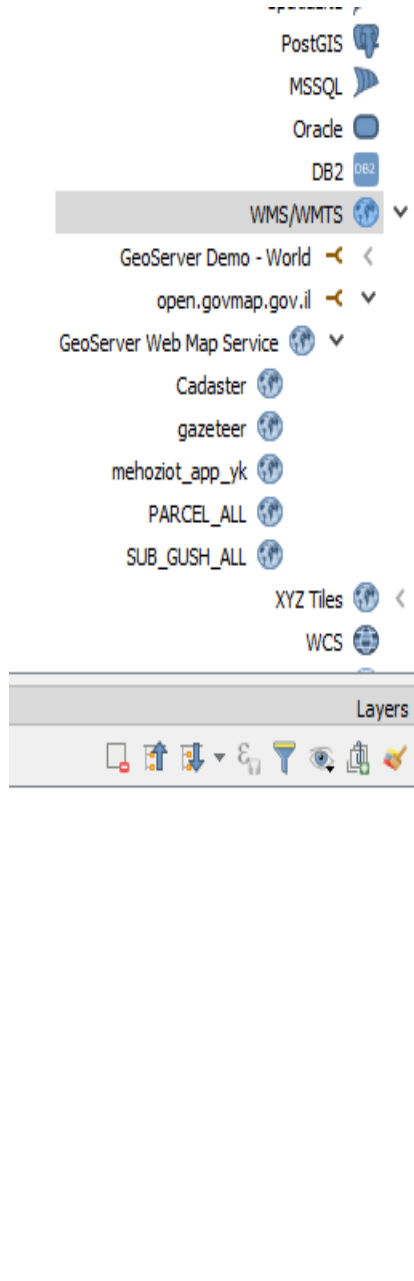 PostGIS
MSSQL
Oracle
DB2 DB2
WMS/WMTS
GeoServer Demo - World
open.govmap.gov.il
GeoServer Web Map Service
Cadaster
gazeteer
mehoziot_app_yk
PARCEL_ALL
SUB_GUSH_ALL
XYZ Tiles
WCS
Layers